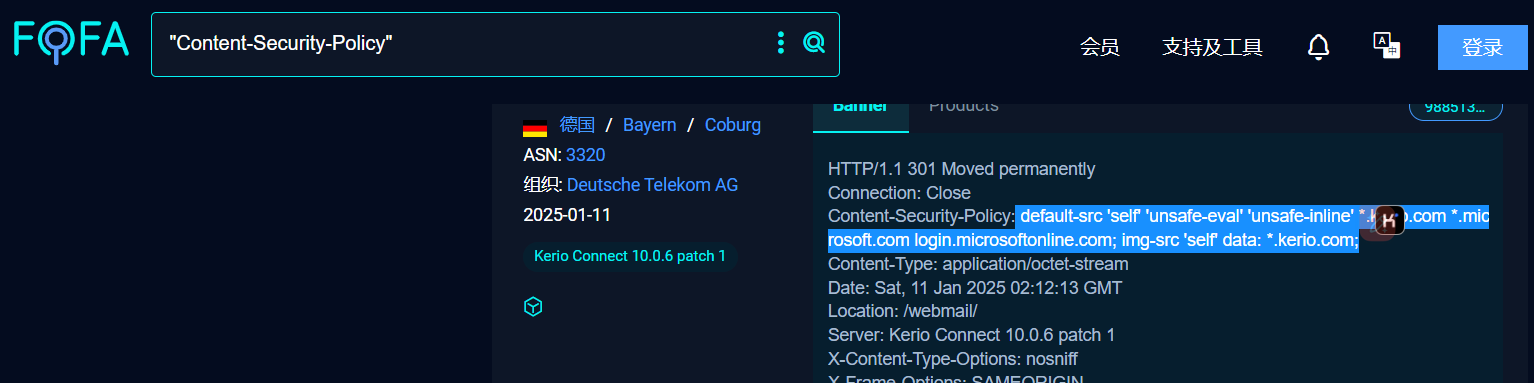 FOFA
"Content-Security-Policy"
会员
支持及工具
A
中
登录
Banner
Products
988513...
德国 / Bayern / Coburg
ASN: 3320
组织: Deutsche Telekom AG
2025-01-11
Kerio Connect 10.0.6 patch 1
HTTP/1.1 301 Moved permanently
Connection: Close
Content-Security-Policy: default-src 'self' 'unsafe-eval' 'unsafe-inline' *.k o.com *.mic
rosoft.com login.microsoftonline.com; img-src 'self' data: *.kerio.com;
Content-Type: application/octet-stream
Date: Sat, 11 Jan 2025 02:12:13 GMT
Location: /webmail/
Server: Kerio Connect 10.0.6 patch 1
X-Content-Type-Options: nosniff
X-Frame-Options: SAMEORIGIN